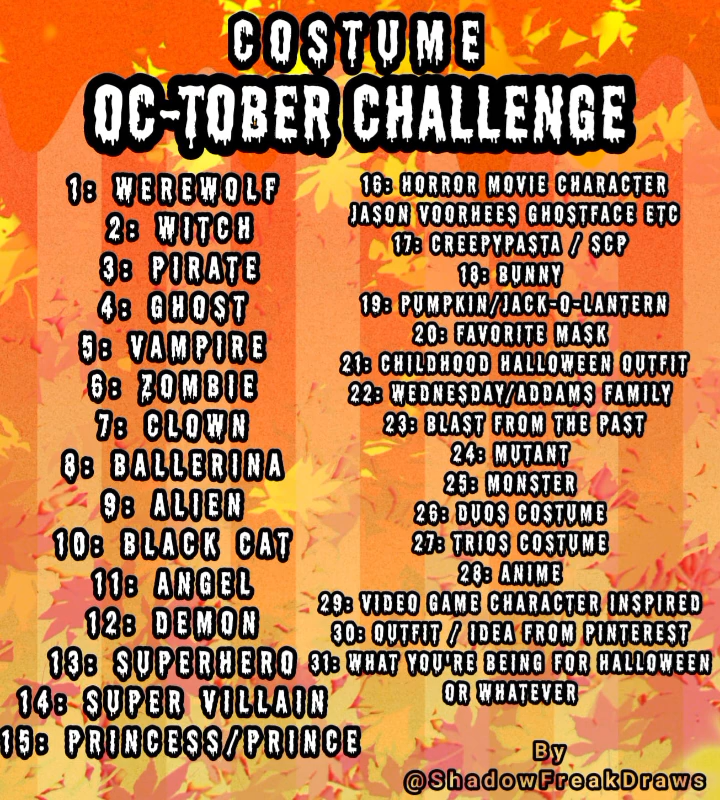 COSTUME
OC-TOBER CHALLENGE
1: WEREWOLF
2: WITCH
3: PIRATE
4: GHOST
5: VAMPIRE
6: ZOMBIE
7: CLOWN
8: BALLERINA
9: ALIEN
10: BLACK CAT
11: ANGEL
12: DEMON
13: SUPERHERO
14: SUPER VILLAIN
15: PRINCESS/PRINCE
16: HORROR MOVIE CHARACTER
JASON VOORHEES GHOSTFACE ETC
17: CREEPYPASTA / SCP
18: BUNNY
19: PUMPKIN/JACK-O-LANTERN
20: FAVORITE MASK
21: CHILDHOOD HALLOWEEN OUTFIT
22: WEDNESDAY/ADDAMS FAMILY
23: BLAST FROM THE PAST
24: MUTANT
25: MONSTER
26: DUOS COSTUME
27: TRIOS COSTUME
28: ANIME
29: VIDEO GAME CHARACTER INSPIRED
30: OUTFIT / IDEA FROM PINTEREST
31: WHAT YOU'RE BEING FOR HALLOWEEN
OR WHATEVER
By
@ShadowFreakDraws